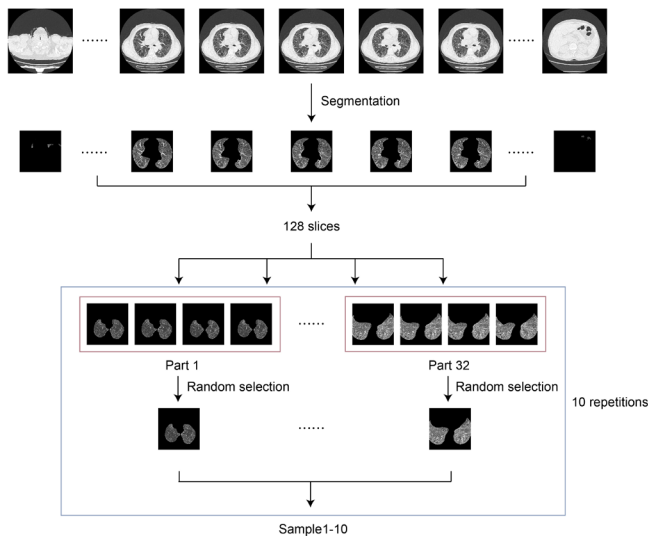 Segmentation
128 slices
Part 1
Part 32
Random selection
Random selection
10 repetitions
Sample1-10